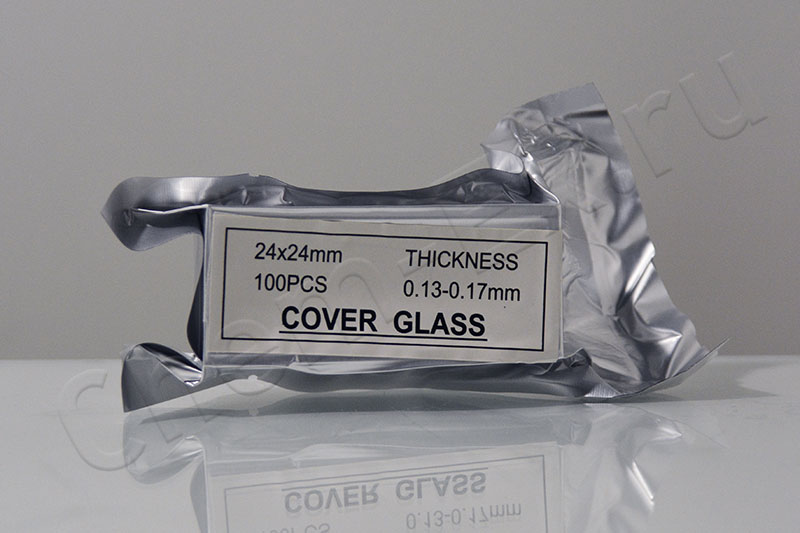 24x24mm THICKNESS
100PCS 0.13-0.17mm
COVER GLASS